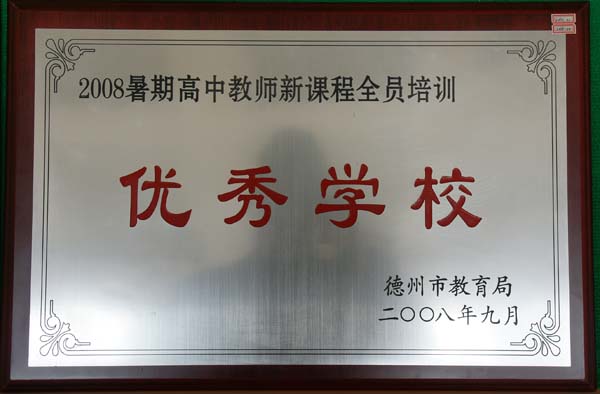 2008暑期高中教师新课程全员培训
优秀学校
德州市教育局
二〇〇八年九月